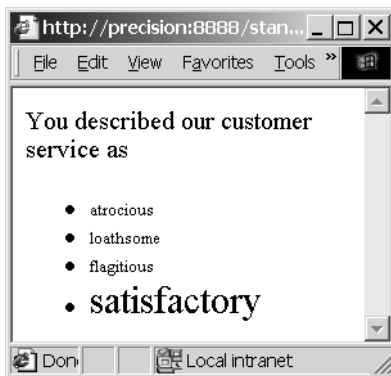 http://precision:8888/stan...
File Edit View Favorites Tools »
You described our customer
service as
• atrocious
• loathsome
• flagitious
• satisfactory
Don
Local intranet